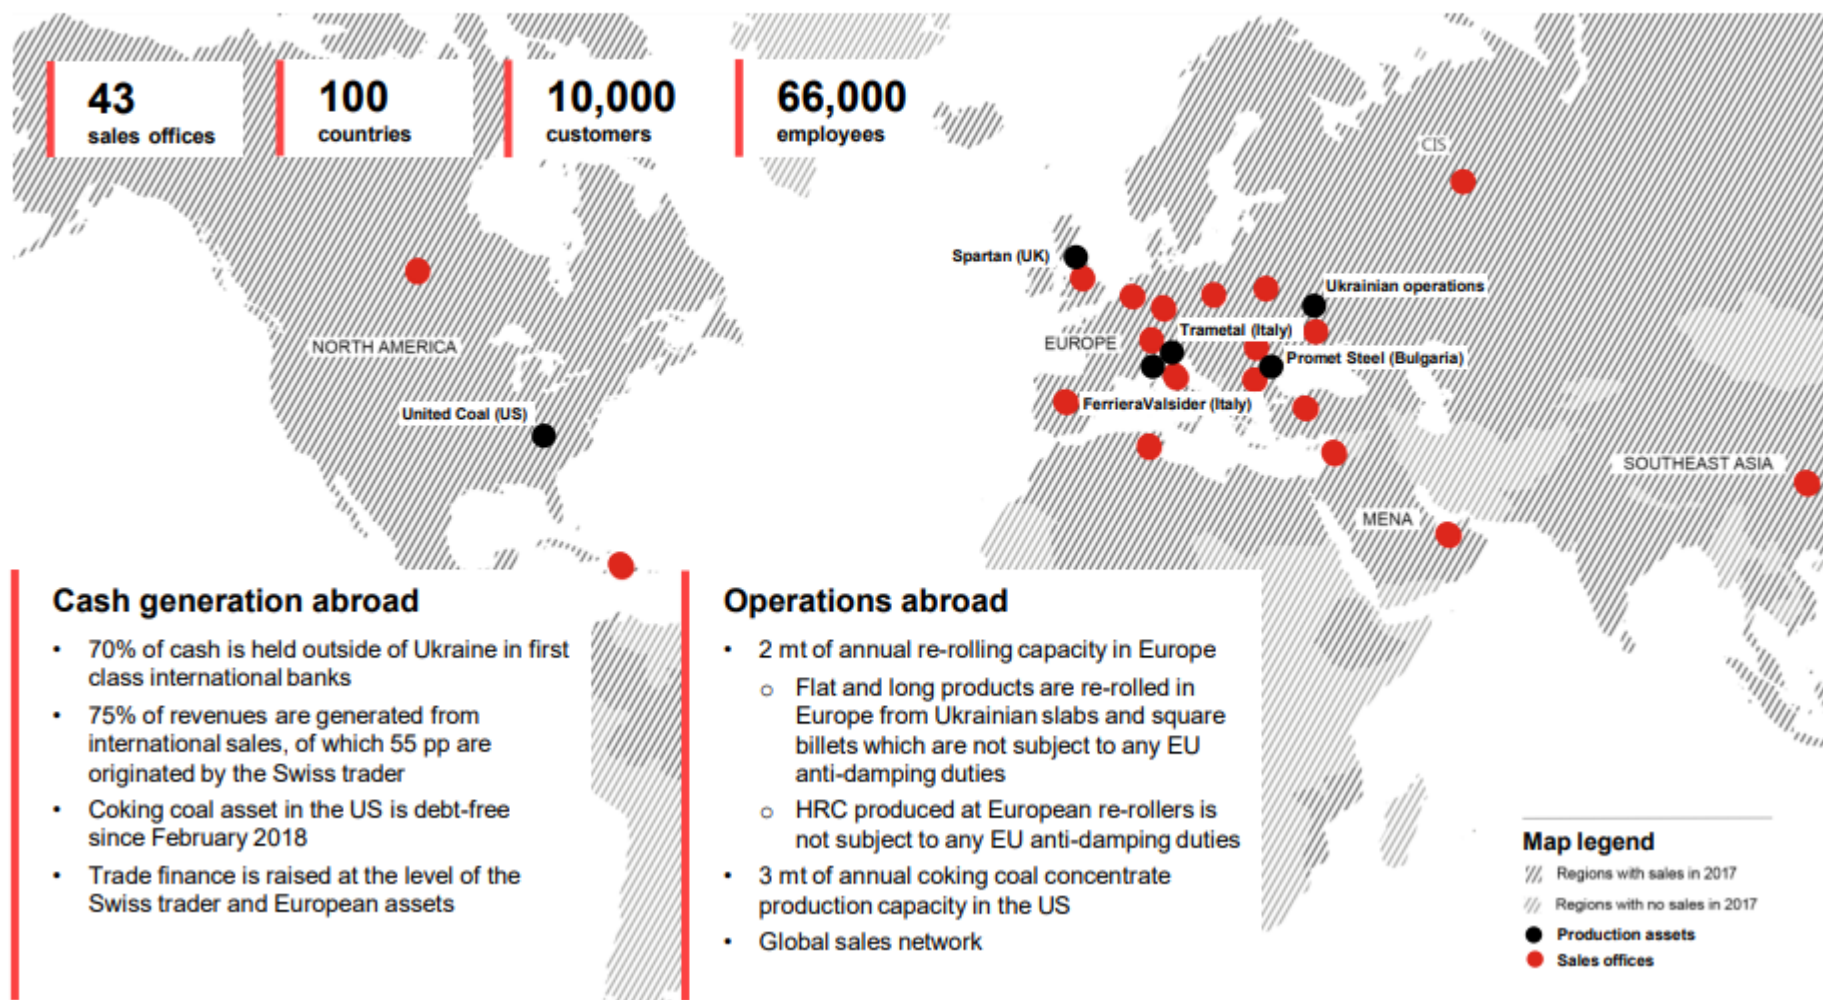 43
sales offices
100
countries
10,000
customers
66,000
employees
CIS
Spartan (UK)
Ukrainian operations
Trametal (Italy)
EUROPE
NORTH AMERICA
Promet Steel (Bulgaria)
FerrieraValsider (Italy)
United Coal (US)
SOUTHEAST ASIA
MENA
Cash generation abroad
• 70% of cash is held outside of Ukraine in first
class international banks
• 75% of revenues are generated from
international sales, of which 55 pp are
originated by the Swiss trader
• Coking coal asset in the US is debt-free
since February 2018
• Trade finance is raised at the level of the
Swiss trader and European assets
Operations abroad
• 2 mt of annual re-rolling capacity in Europe
o Flat and long products are re-rolled in
Europe from Ukrainian slabs and square
billets which are not subject to any EU
anti-damping duties
o HRC produced at European re-rollers is
not subject to any EU anti-damping duties
• 3 mt of annual coking coal concentrate
production capacity in the US
• Global sales network
Map legend
Regions with sales in 2017
Regions with no sales in 2017
Production assets
Sales offices